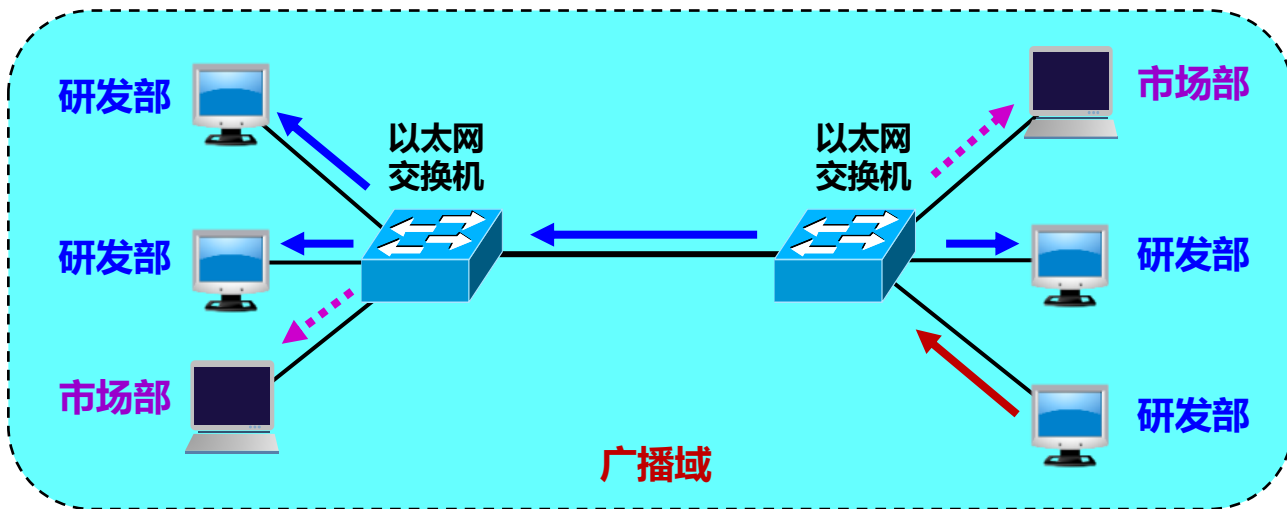 研发部
市场部
以太网
交换机
以太网
交换机
研发部
研发部
市场部
研发部
广播域